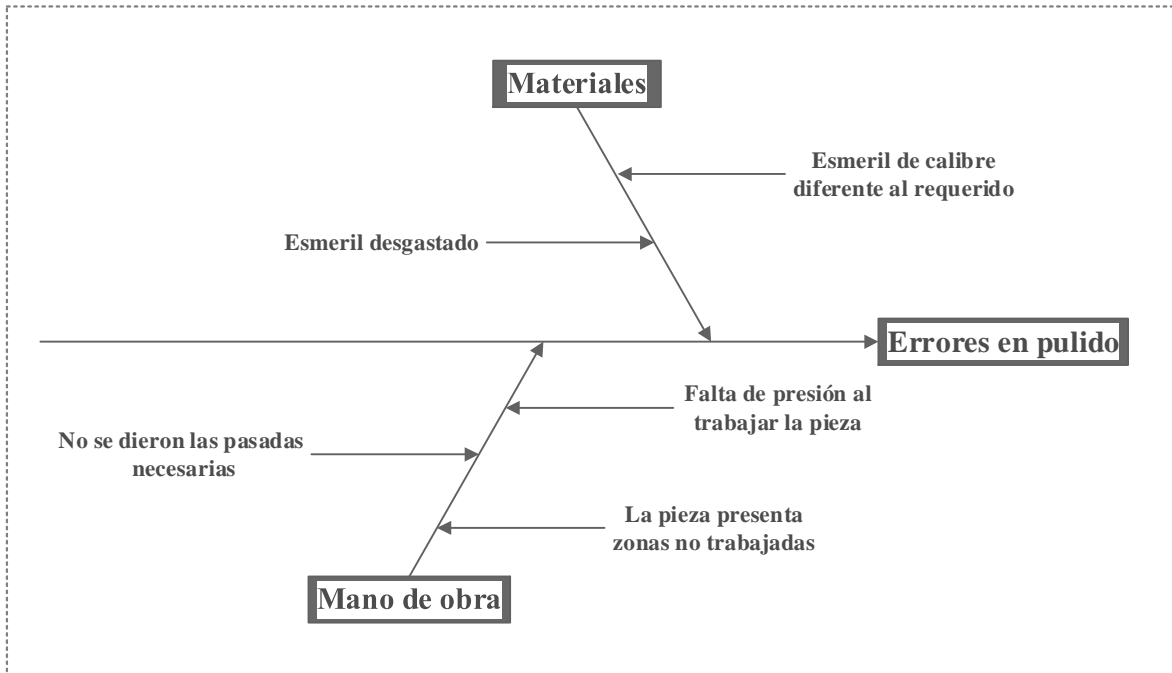 Materiales
Esmeril de calibre
diferente al requerido
Esmeril desgastado
Errores en pulido
Falta de presión al
trabajar la pieza
No se dieron las pasadas
necesarias
La pieza presenta
zonas no trabajadas
Mano de obra